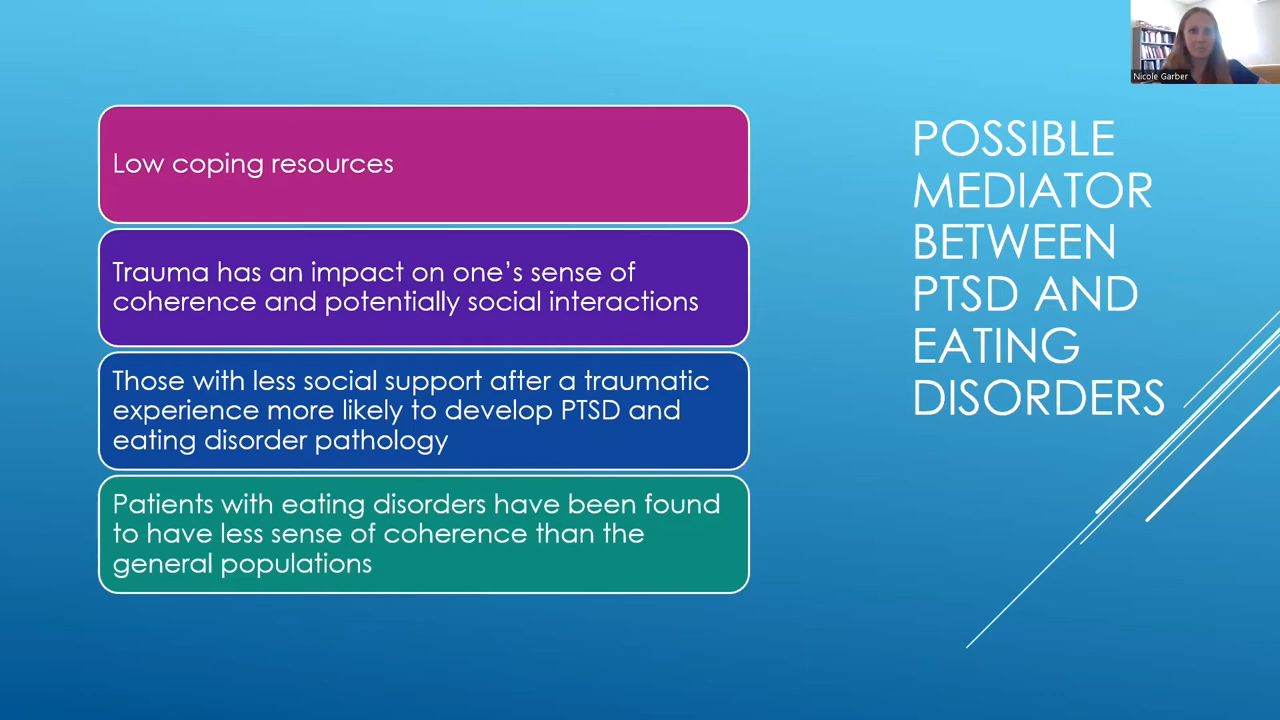 Low coping resources
Trauma has an impact on one’s sense of
coherence and potentially social interactions
Those with less social support after a traumatic
experience more likely to develop PTSD and
eating disorder pathology
Patients with eating disorders have been found
to have less sense of coherence than the
general populations
POSSIBLE
MEDIATOR
BETWEEN
PTSD AND
EATING
DISORDERS
Nicole Garber